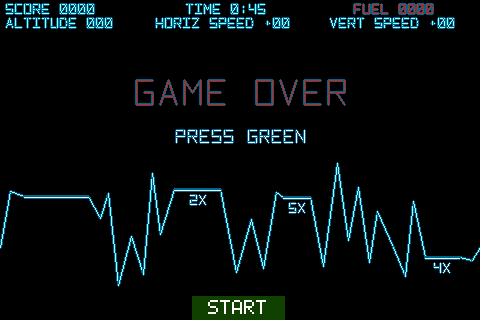 SCORE 0000 TIME 0:45 FUEL 0000
ALTITUDE 000 HORIZ SPEED +00 VERT SPEED +00
GAME OVER
PRESS GREEN
2X
5X
4X
START